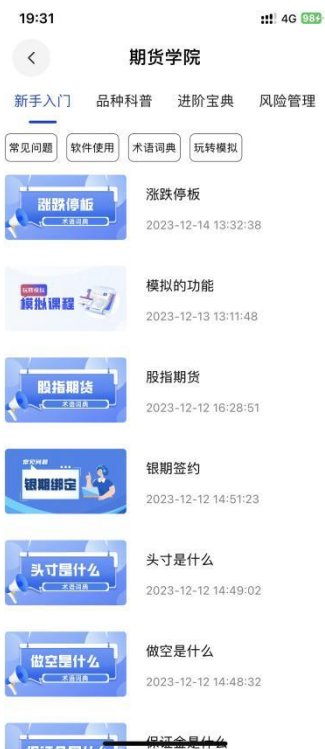 19:31
4G 98
期货学院
新手入门 品种科普 进阶宝典 风险管理
常见问题 软件使用 术语词典 玩转模拟
涨跌停板
术语词典
涨跌停板
2023-12-14 13:32:38
玩转模拟
模拟课程
模拟的功能
2023-12-13 13:11:48
股指期货
术语词典
股指期货
2023-12-12 16:28:51
常见问题
银期绑定
银期签约
2023-12-12 14:51:23
头寸是什么
术语词典
头寸是什么
2023-12-12 14:49:02
做空是什么
术语词典
做空是什么
2023-12-12 14:48:32
保证金是什么
保证金是什么